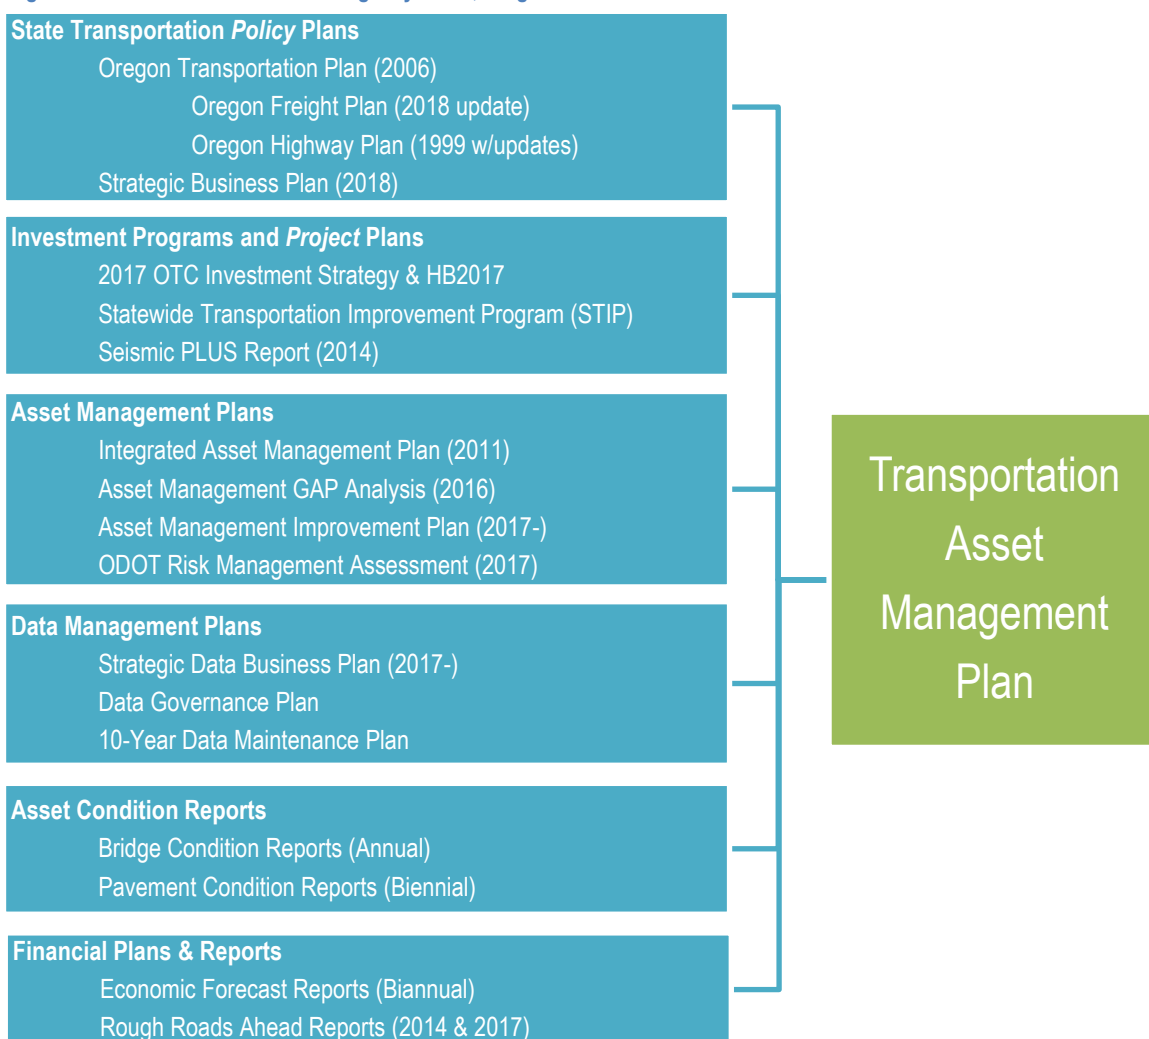 State Transportation Policy Plans
Oregon Transportation Plan (2006)
Oregon Freight Plan (2018 update)
Oregon Highway Plan (1999 w/updates)
Strategic Business Plan (2018)
Investment Programs and Project Plans
2017 OTC Investment Strategy & HB2017
Statewide Transportation Improvement Program (STIP)
Seismic PLUS Report (2014)
Asset Management Plans
Integrated Asset Management Plan (2011)
Asset Management GAP Analysis (2016)
Asset Management Improvement Plan (2017-)
ODOT Risk Management Assessment (2017)
Data Management Plans
Strategic Data Business Plan (2017-)
Data Governance Plan
10-Year Data Maintenance Plan
Asset Condition Reports
Bridge Condition Reports (Annual)
Pavement Condition Reports (Biennial)
Financial Plans & Reports
Economic Forecast Reports (Biannual)
Rough Roads Ahead Reports (2014 & 2017)
Transportation
Asset
Management
Plan